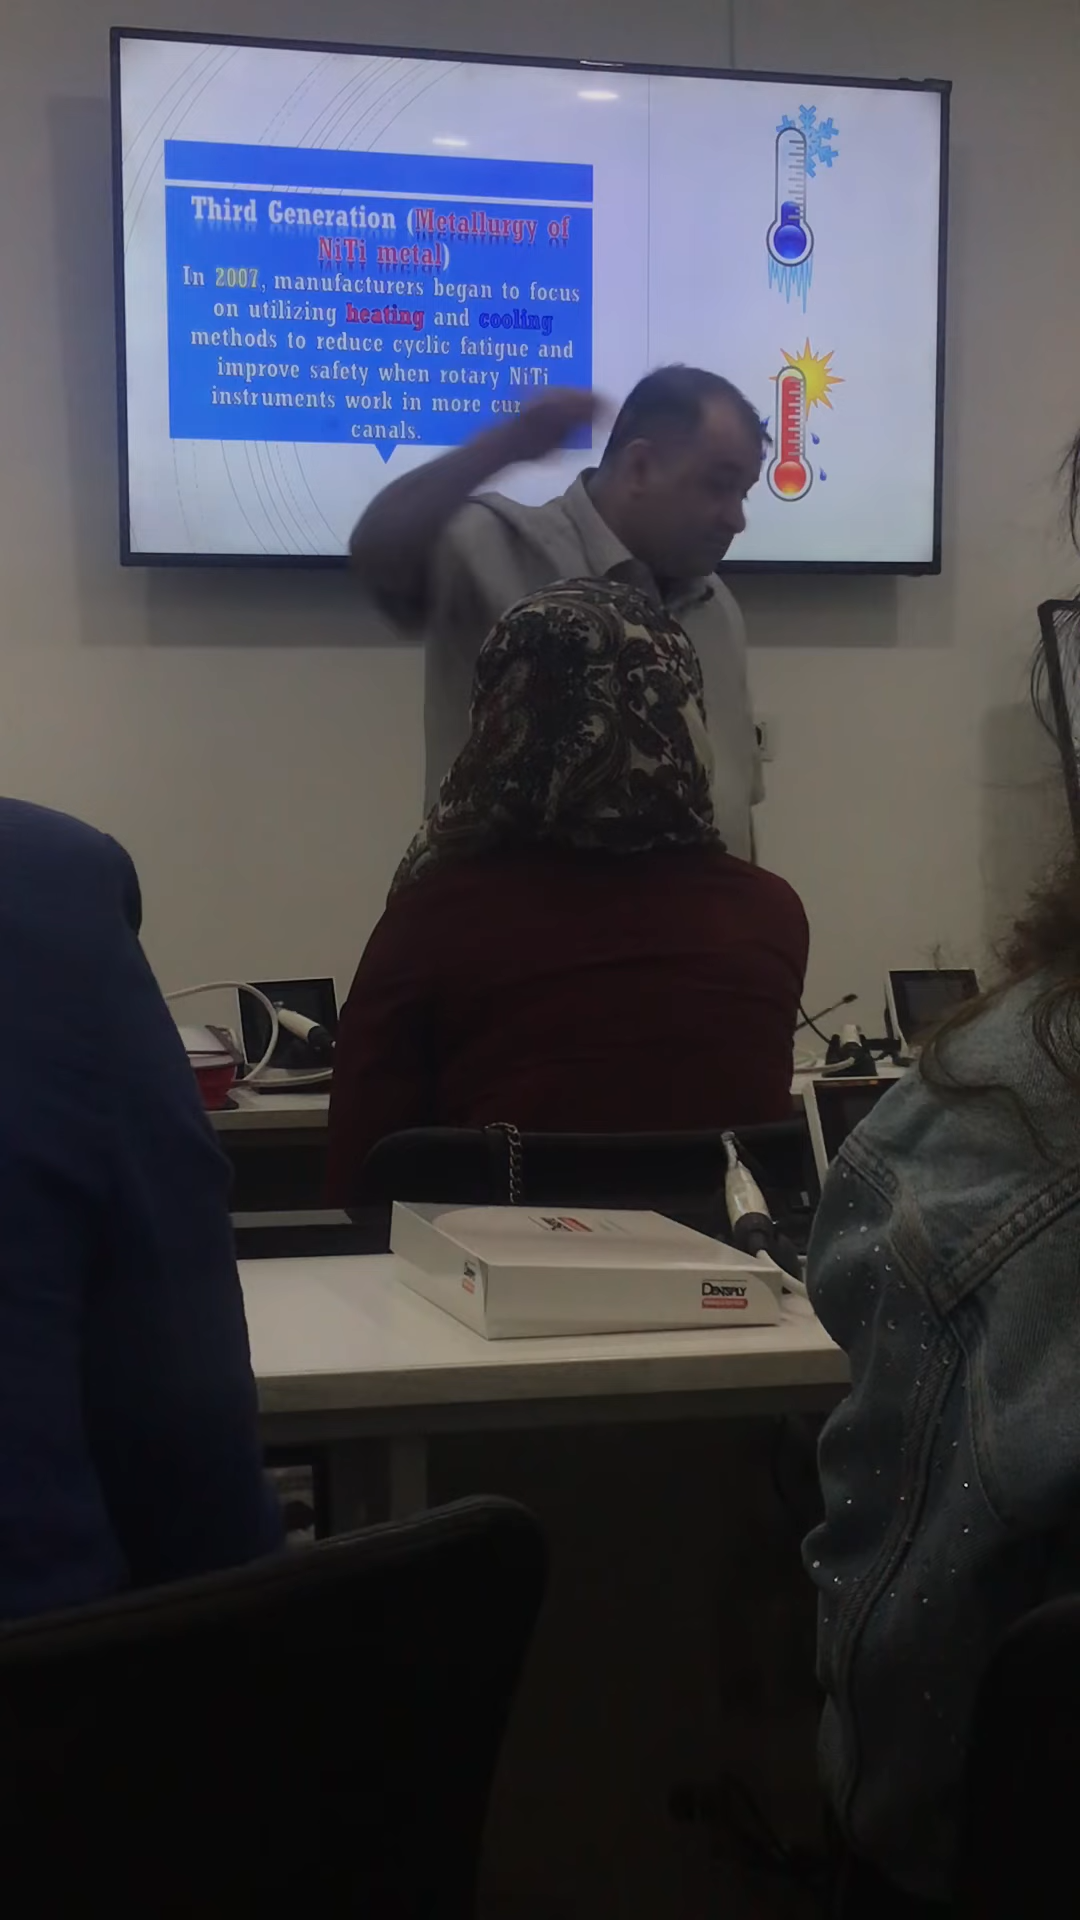 Third Generation (Metallurgy of
NiTi metal)
In 2007, manufacturers began to focus
on utilizing heating and cooling
methods to reduce cyclic fatigue and
improve safety when rotary NiTi
instruments work in more
canals.
DENTSPLY